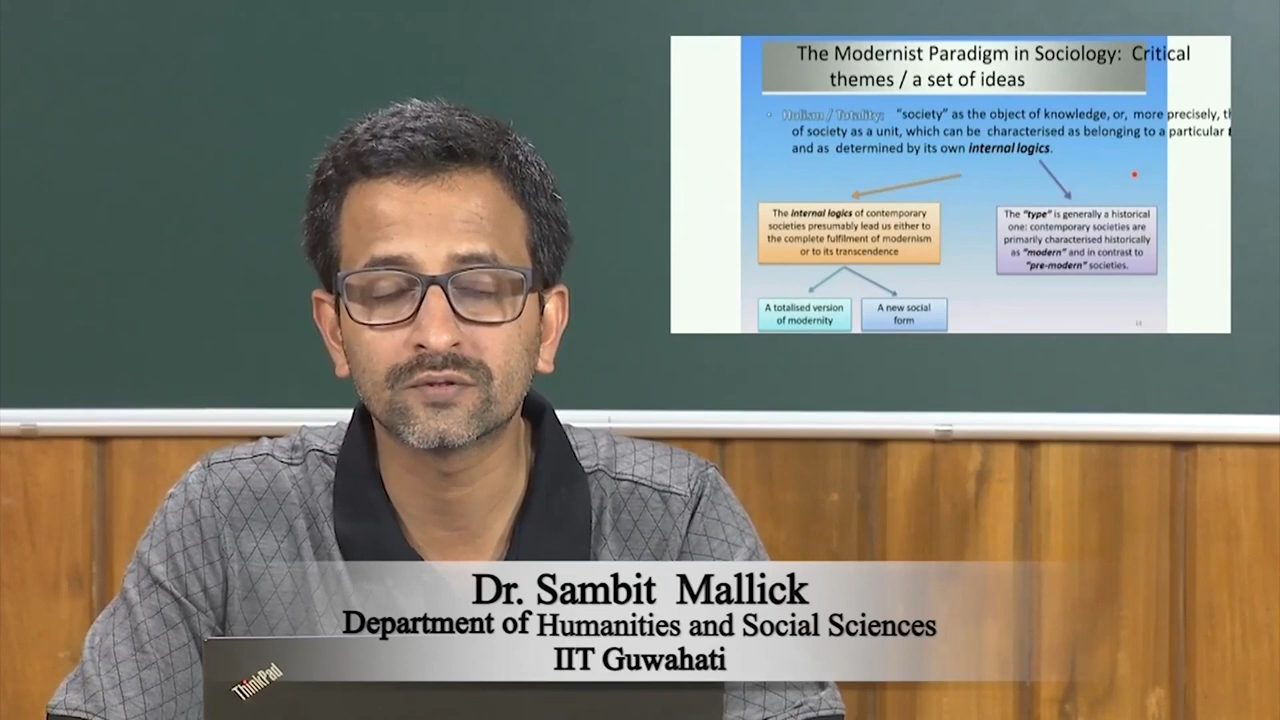 The Modernist Paradigm in Sociology: Critical
themes / a set of ideas
• Holism / Totality: "society" as the object of knowledge, or, more precisely,
of society as a unit, which can be characterised as belonging to a particular
and as determined by its own internal logics.
The internal logics of contemporary
societies presumably lead us either to
the complete fulfilment of modernism
or to its transcendence
The "type" is generally a historical
one: contemporary societies are
primarily characterised historically
as "modern" and in contrast to
"pre-modern" societies.
A totalised version
of modernity
A new social
form
Dr. Sambit Mallick
Department of Humanities and Social Sciences
IIT Guwahati
ThinkPad